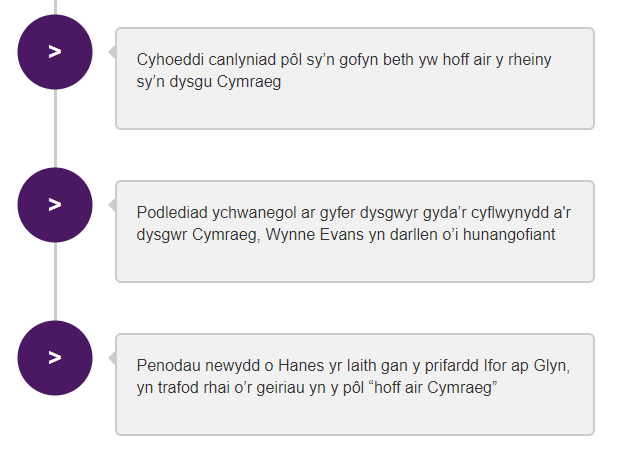 >
Cyhoeddi canlyniad pôl sy’n gofyn beth yw hoff air y rheiny
sy’n dysgu Cymraeg
>
Podlediad ychwanegol ar gyfer dysgwyr gyda’r cyflwynydd a'r
dysgwr Cymraeg, Wynne Evans yn darllen o’i hunangofiant
>
Penodau newydd o Hanes yr Iaith gan y prifardd Ifor ap Glyn,
yn trafod rhai o’r geiriau yn y pôl “hoff air Cymraeg”